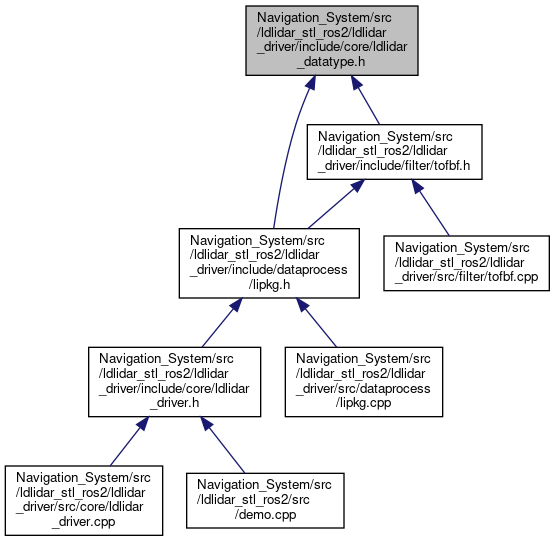 Navigation_System/src
/ldlidar_stl_ros2/ldlidar
_driver/include/core/ldlidar
_datatype.h
Navigation_System/src
/ldlidar_stl_ros2/ldlidar
_driver/include/filter/tofbf.h
Navigation_System/src
/ldlidar_stl_ros2/ldlidar
_driver/include/dataprocess
/lipkg.h
Navigation_System/src
/ldlidar_stl_ros2/ldlidar
_driver/src/filter/tofbf.cpp
Navigation_System/src
/ldlidar_stl_ros2/ldlidar
_driver/include/core/ldlidar
_driver.h
Navigation_System/src
/ldlidar_stl_ros2/ldlidar
_driver/src/dataprocess
/lipkg.cpp
Navigation_System/src
/ldlidar_stl_ros2/ldlidar
_driver/src/core/ldlidar
_driver.cpp
Navigation_System/src
/ldlidar_stl_ros2/src
/demo.cpp